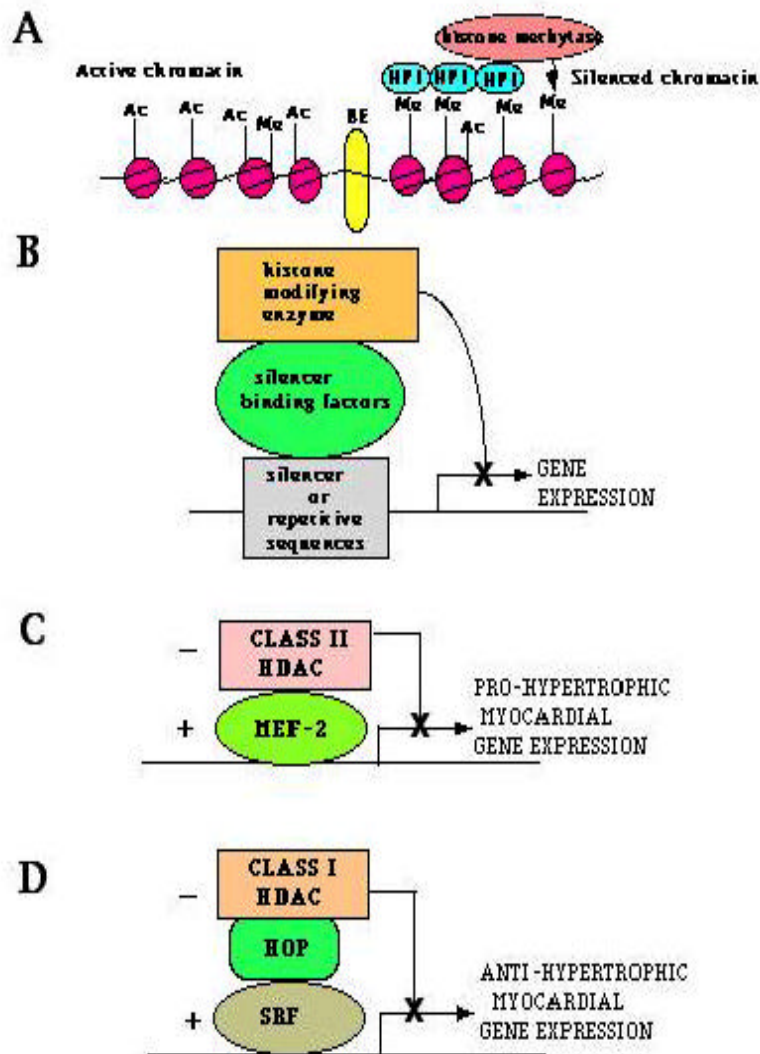 A
histone methytase
HP1 HP1 HP1
Active chromatin
Silenced chromatin
Ac Ac Ac Me Ac BE Me Me Ac Me Me
B
histone
modifying
enzyme
silencer
binding factors
silencer
or
repetitive
sequences
X
GENE
EXPRESSION
C
–
CLASS II
HDAC
+
MEF-2
X
PRO-HYPERTROPHIC
MYOCARDIAL
GENE EXPRESSION
D
–
CLASS I
HDAC
HOP
+
SRF
X
ANTI-HYPERTROPHIC
MYOCARDIAL
GENE EXPRESSION